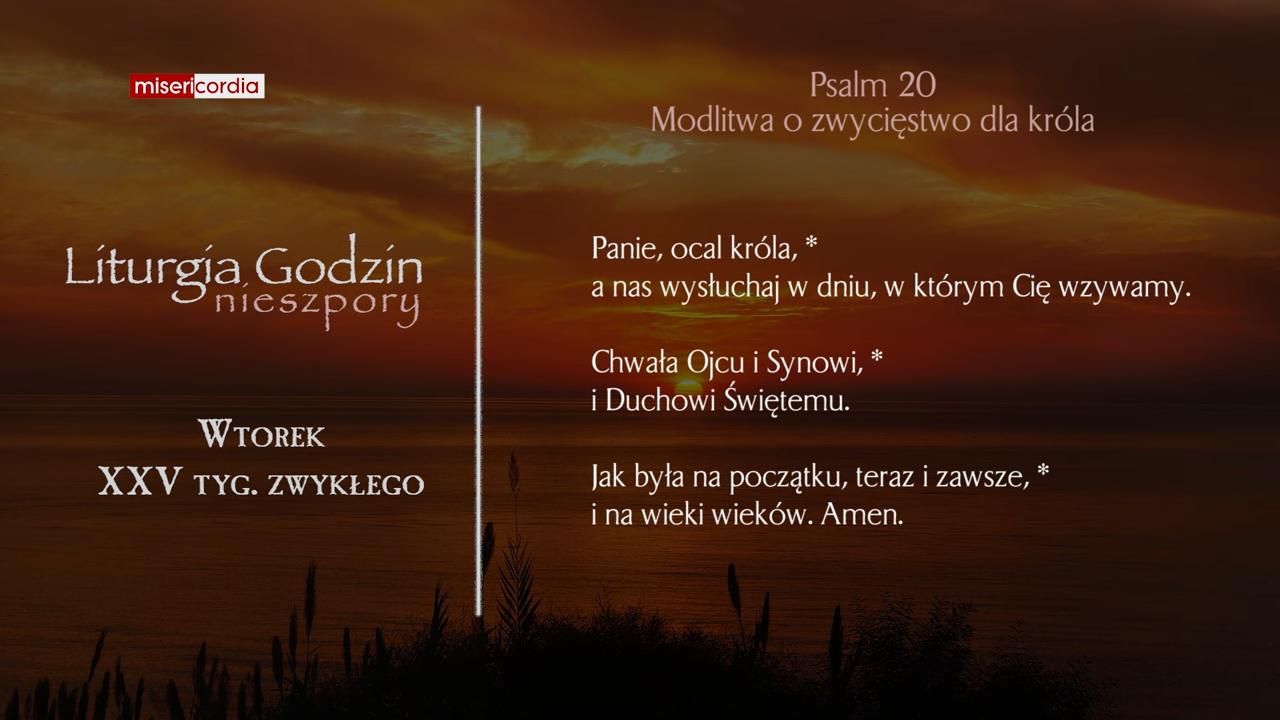 misericordia
Liturgia Godzin
nieszpory
Wtorek
XXV tyg. zwykłego
Psalm 20
Modlitwa o zwycięstwo dla króla
Panie, ocal króla, *
a nas wysłuchaj w dniu, w którym Cię wzywamy.
Chwała Ojcu i Synowi, *
i Duchowi Świętemu.
Jak była na początku, teraz i zawsze, *
i na wieki wieków. Amen.